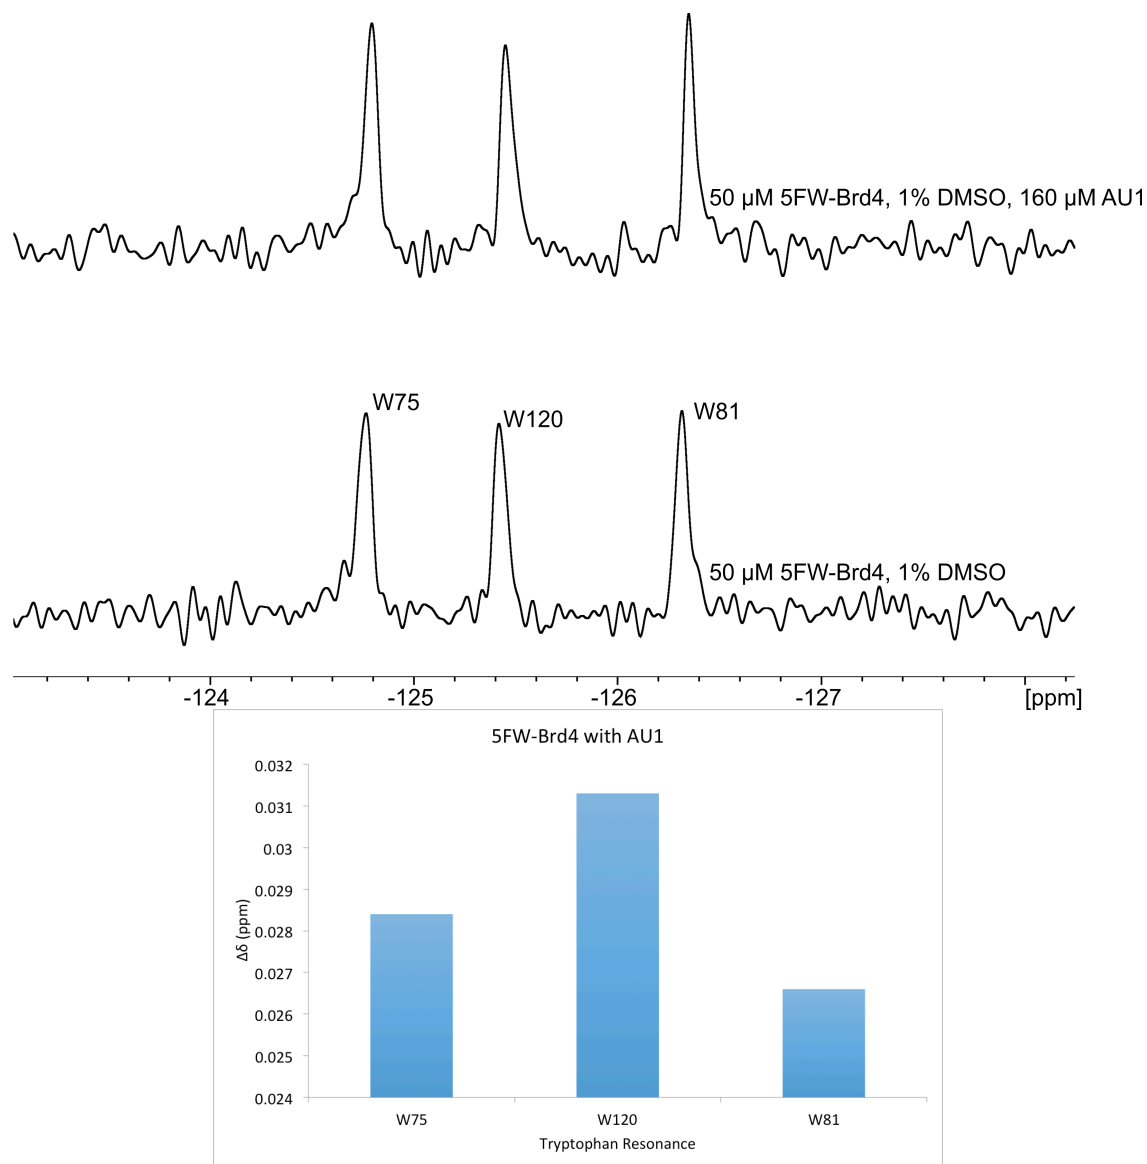 50 µM 5FW-Brd4, 1% DMSO, 160 µM AU1
W75
W120
W81
50 µM 5FW-Brd4, 1% DMSO
-124 -125 -126 -127 [ppm]
5FW-Brd4 with AU1
0.032
0.031
0.03
0.029
0.028
0.027
0.026
0.025
0.024
Δδ (ppm)
W75 W120 W81
Tryptophan Resonance